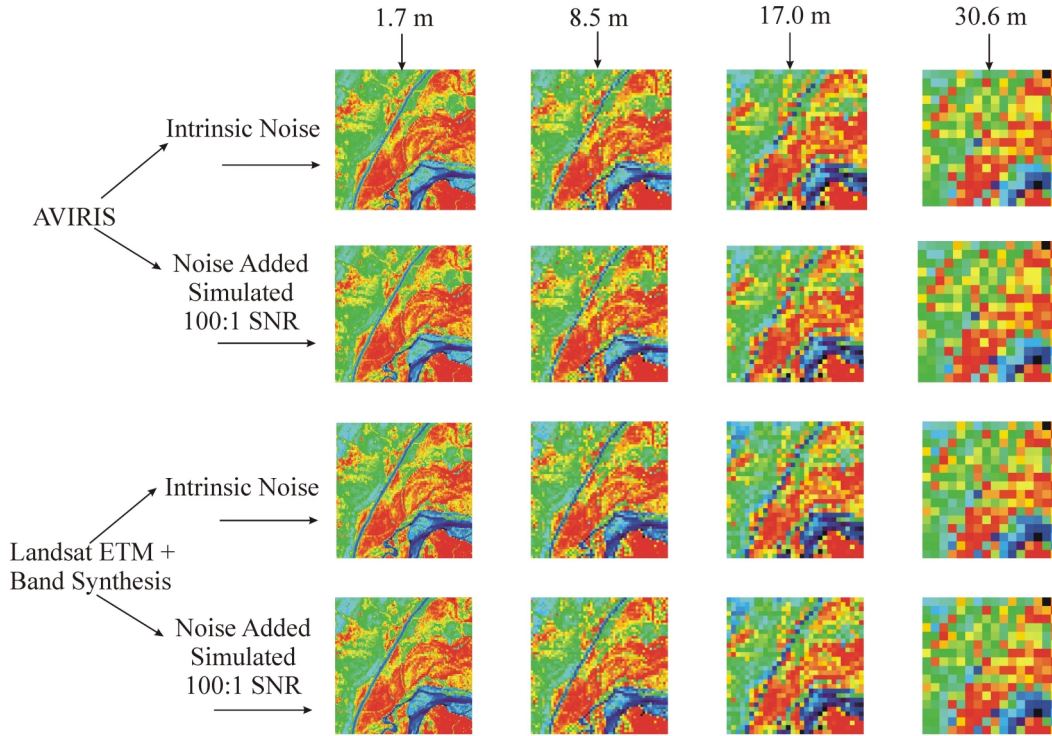 1.7 m
8.5 m
17.0 m
30.6 m
Intrinsic Noise
AVIRIS
Noise Added
Simulated
100:1 SNR
Intrinsic Noise
Landsat ETM +
Band Synthesis
Noise Added
Simulated
100:1 SNR